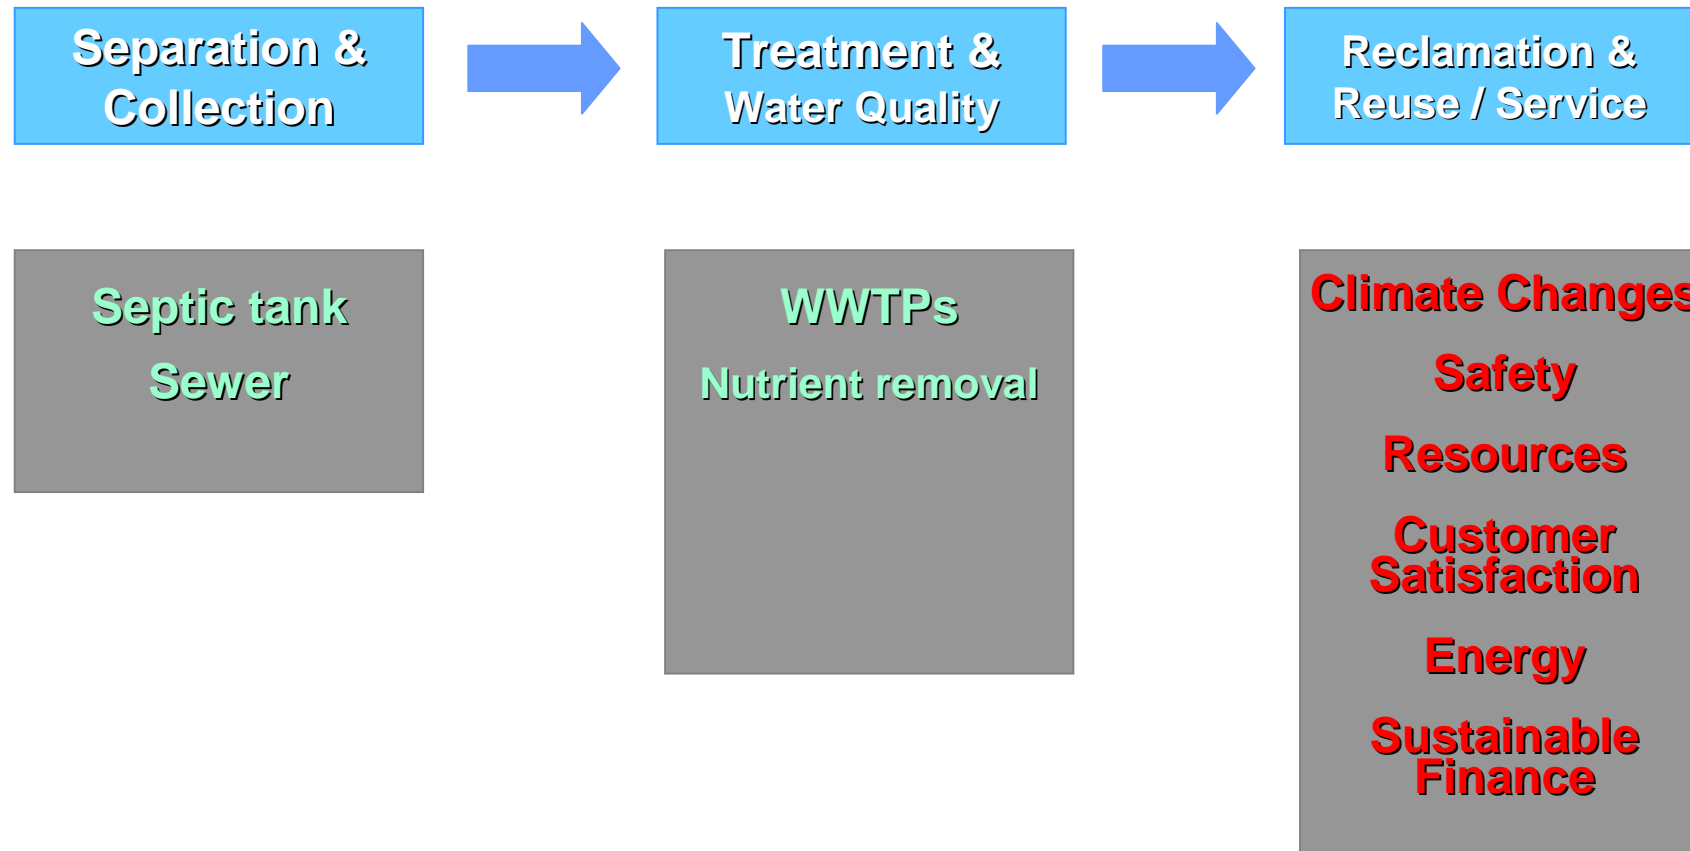 Separation &
Collection
Treatment &
Water Quality
Reclamation &
Reuse / Service
Septic tank
Sewer
WWTPs
Nutrient removal
Climate Changes
Safety
Resources
Customer
Satisfaction
Energy
Sustainable
Finance